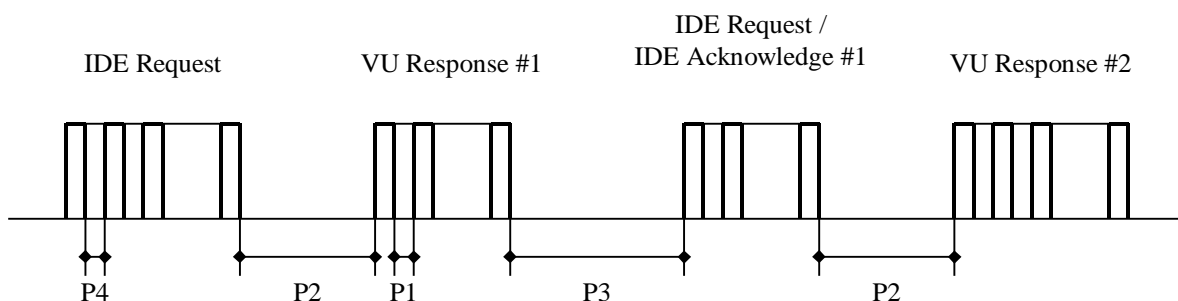 IDE Request
VU Response #1
IDE Request /
IDE Acknowledge #1
VU Response #2
P4
P2
P1
P3
P2